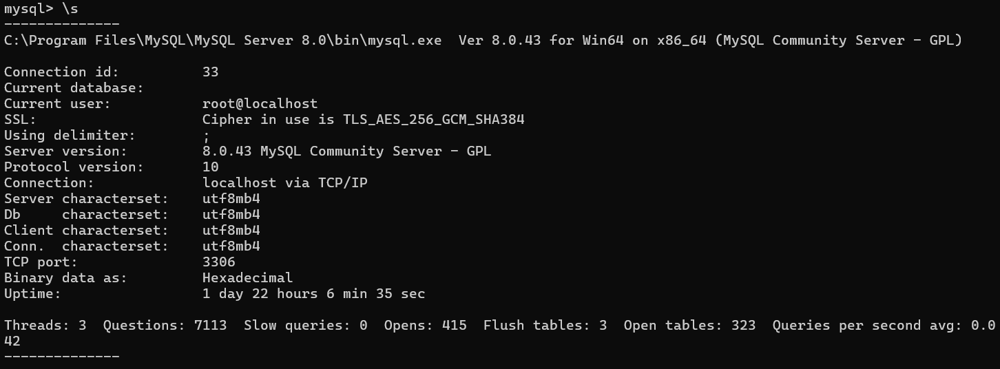 mysql> \s
--------------
C:\Program Files\MySQL\MySQL Server 8.0\bin\mysql.exe  Ver 8.0.43 for Win64 on x86_64 (MySQL Community Server - GPL)

Connection id:          33
Current database:
Current user:           root@localhost
SSL:                    Cipher in use is TLS_AES_256_GCM_SHA384
Using delimiter:        ;
Server version:         8.0.43 MySQL Community Server - GPL
Protocol version:       10
Connection:             localhost via TCP/IP
Server characterset:    utf8mb4
Db     characterset:    utf8mb4
Client characterset:    utf8mb4
Conn.  characterset:    utf8mb4
TCP port:               3306
Binary data as:         Hexadecimal
Uptime:                 1 day 22 hours 6 min 35 sec

Threads: 3  Questions: 7113  Slow queries: 0  Opens: 415  Flush tables: 3  Open tables: 323  Queries per second avg: 0.0
42
--------------